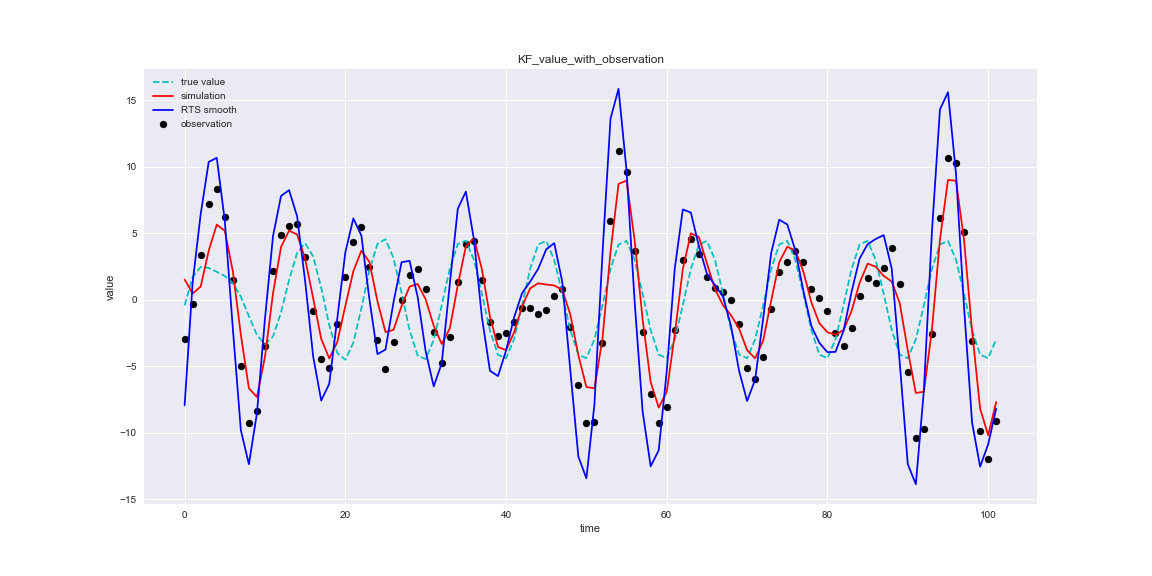 KF_value_with_observation
true value
simulation
RTS smooth
observation
15
10
5
0
−5
−10
−15
value
0 20 40 60 80 100
time